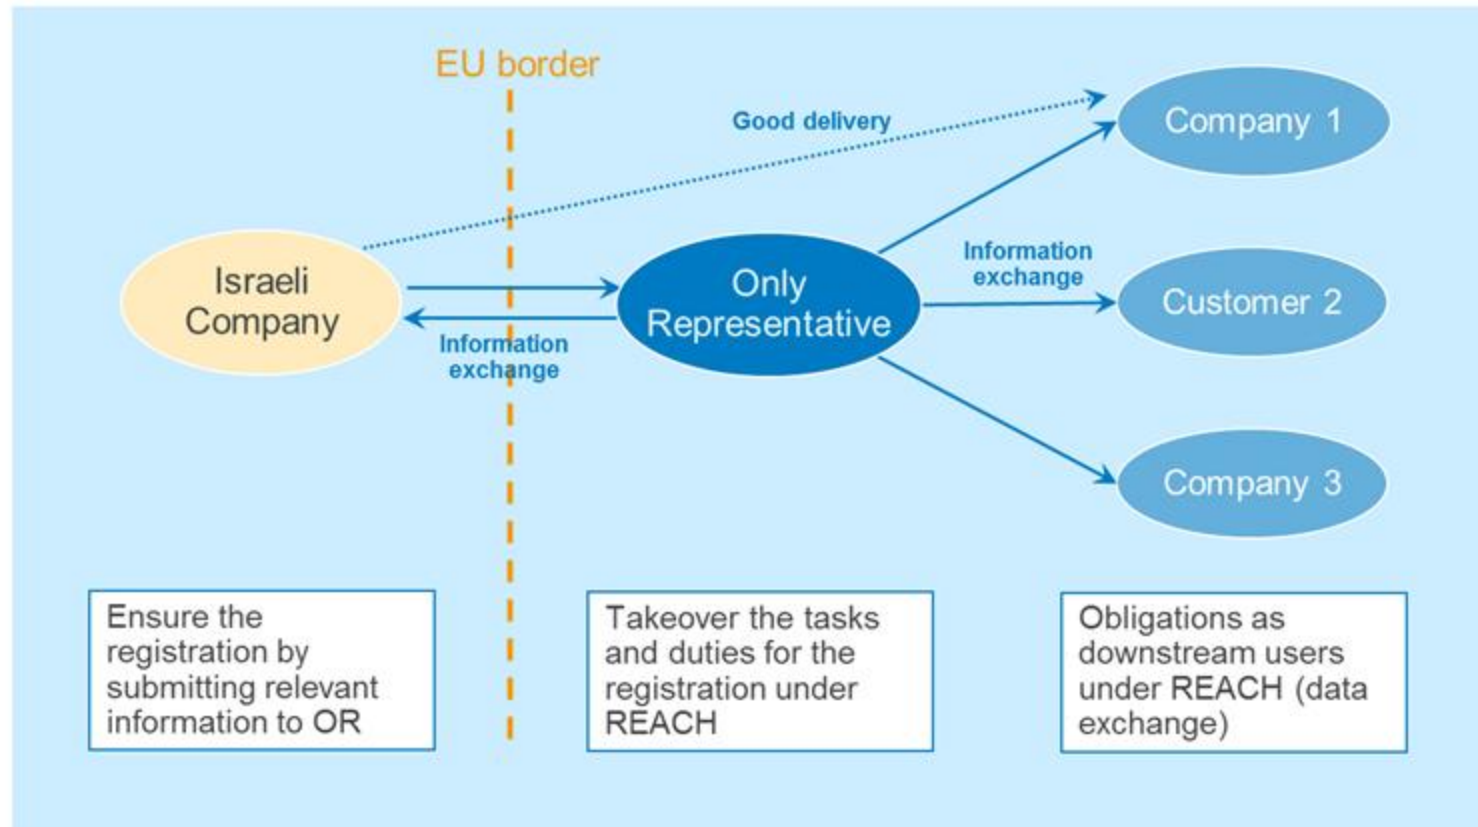 EU border
Good delivery
Company 1
Israeli
Company
Only
Representative
Information
exchange
Customer 2
Information
exchange
Company 3
Ensure the
registration by
submitting relevant
information to OR
Takeover the tasks
and duties for the
registration under
REACH
Obligations as
downstream users
under REACH (data
exchange)